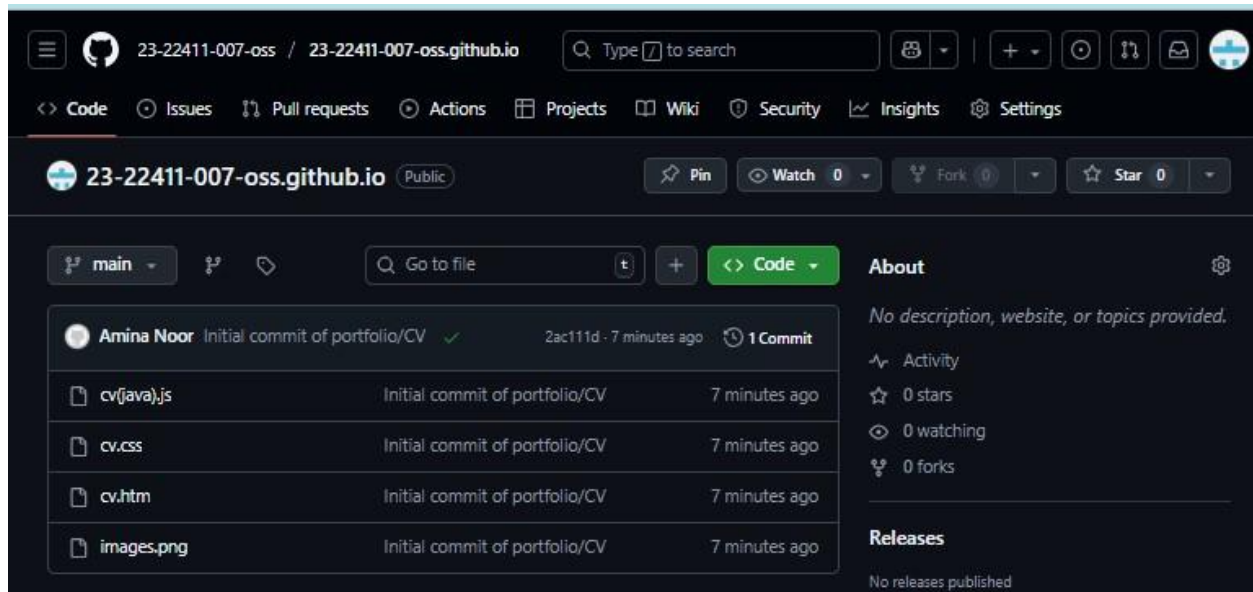 23-22411-007-oss / 23-22411-007-oss.github.io Type / to search
Code Issues Pull requests Actions Projects Wiki Security Insights Settings
23-22411-007-oss.github.io Public Pin Watch 0 Fork 0 Star 0
main Go to file t Code
Amina Noor Initial commit of portfolio/CV 2ac111d · 7 minutes ago 1 Commit
cv(java).js Initial commit of portfolio/CV 7 minutes ago
cv.css Initial commit of portfolio/CV 7 minutes ago
cv.htm Initial commit of portfolio/CV 7 minutes ago
images.png Initial commit of portfolio/CV 7 minutes ago
About
No description, website, or topics provided.
Activity
0 stars
0 watching
0 forks
Releases
No releases published